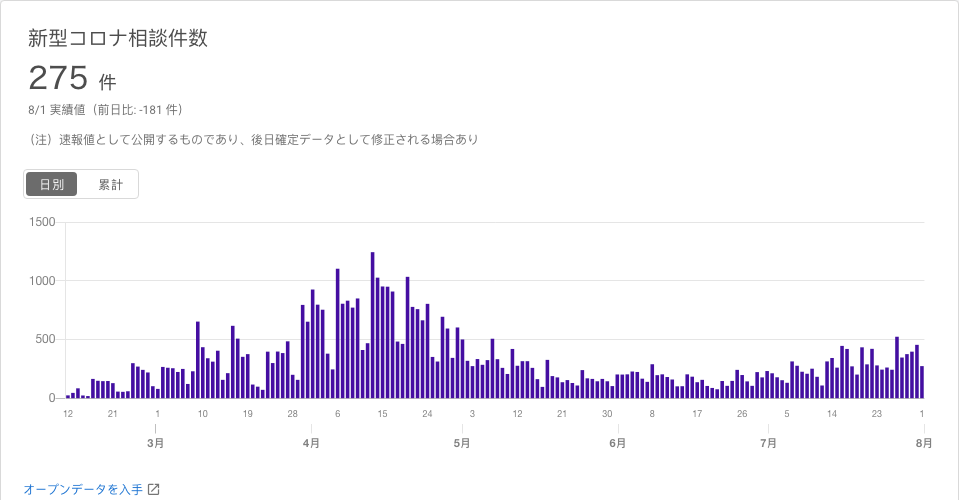 新型コロナ相談件数
275 件
8/1 実績値（前日比: -181 件）
（注）速報値として公開するものであり、後日確定データとして修正される場合あり
日別 累計
1500
1000
500
0
12 21 1 10 19 28 6 15 24 3 12 21 30 8 17 26 5 14 23 1
3月 4月 5月 6月 7月 8月
オープンデータを入手